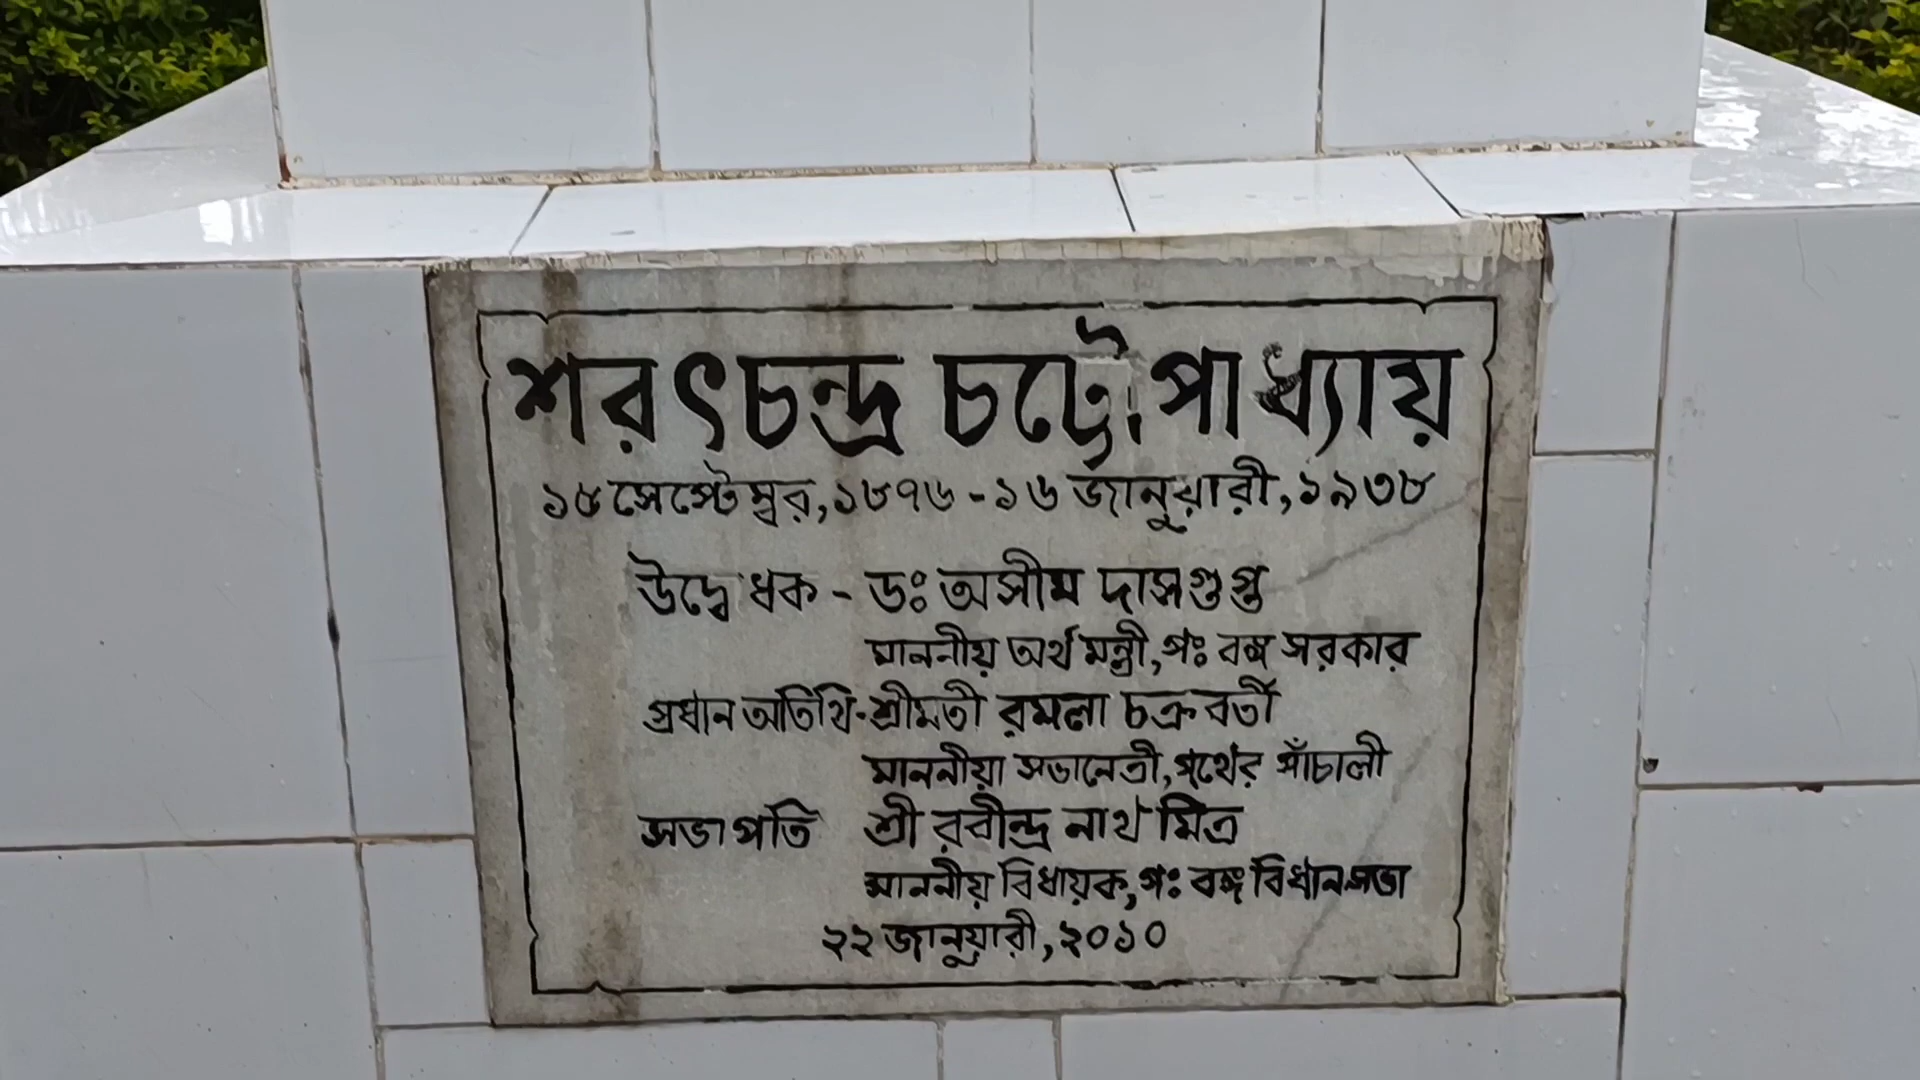 শরৎচন্দ্র চট্টোপাধ্যায়
১৫ সেপ্টেম্বর, ১৮৭৬ - ১৬ জানুয়ারী, ১৯৩৮
উদ্বোধক - ডঃ অসীম দাসগুপ্ত
মাননীয় অর্থ মন্ত্রী, পঃ বঙ্গ সরকার
প্রধান অতিথি - শ্রীমতী রমলা চক্রবর্তী
মাননীয়া সভানেত্রী, পথের পাঁচালী
সভাপতি শ্রী রবীন্দ্র নাথ মিত্র
মাননীয় বিধায়ক, পঃ বঙ্গ বিধানসভা
২২ জানুয়ারী, ২০১০